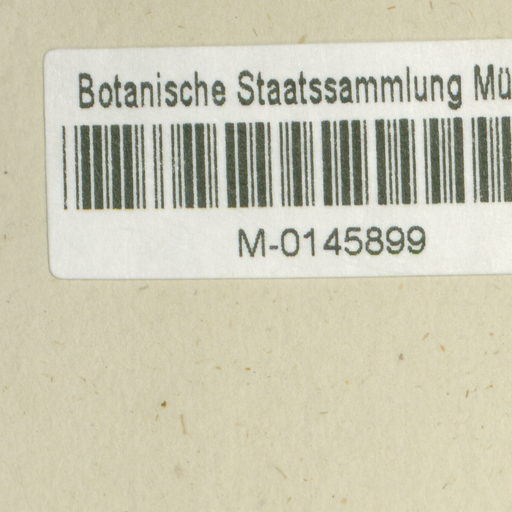 Botanische Staatssammlung Mü
M-0145899